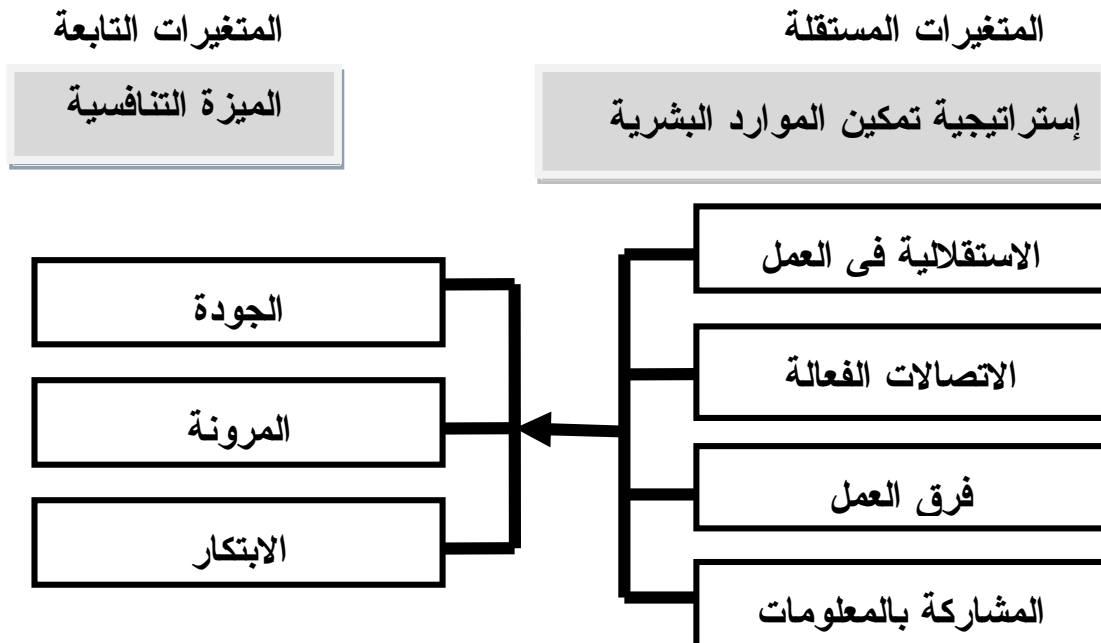 المتغيرات المستقلة
المتغيرات التابعة
إستراتيجية تمكين الموارد البشرية
الميزة التنافسية
الاستقلالية فى العمل
الاتصالات الفعالة
فرق العمل
المشاركة بالمعلومات
الجودة
المرونة
الابتكار